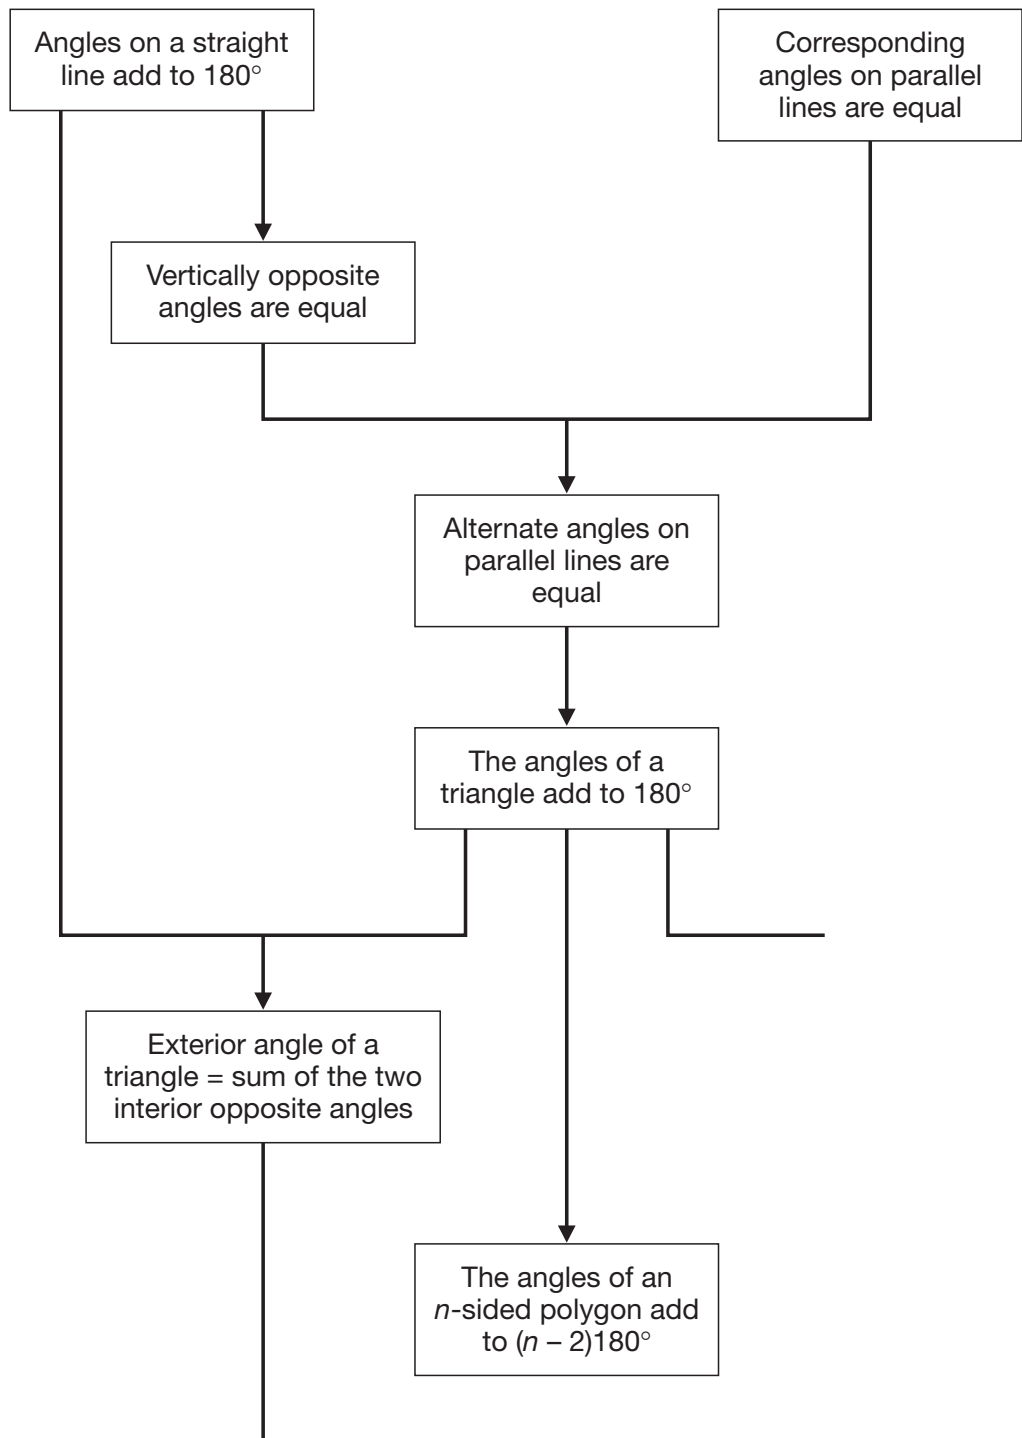 Angles on a straight
line add to 180°
Corresponding
angles on parallel
lines are equal
Vertically opposite
angles are equal
Alternate angles on
parallel lines are
equal
The angles of a
triangle add to 180°
Exterior angle of a
triangle = sum of the two
interior opposite angles
The angles of an
n-sided polygon add
to (n – 2)180°